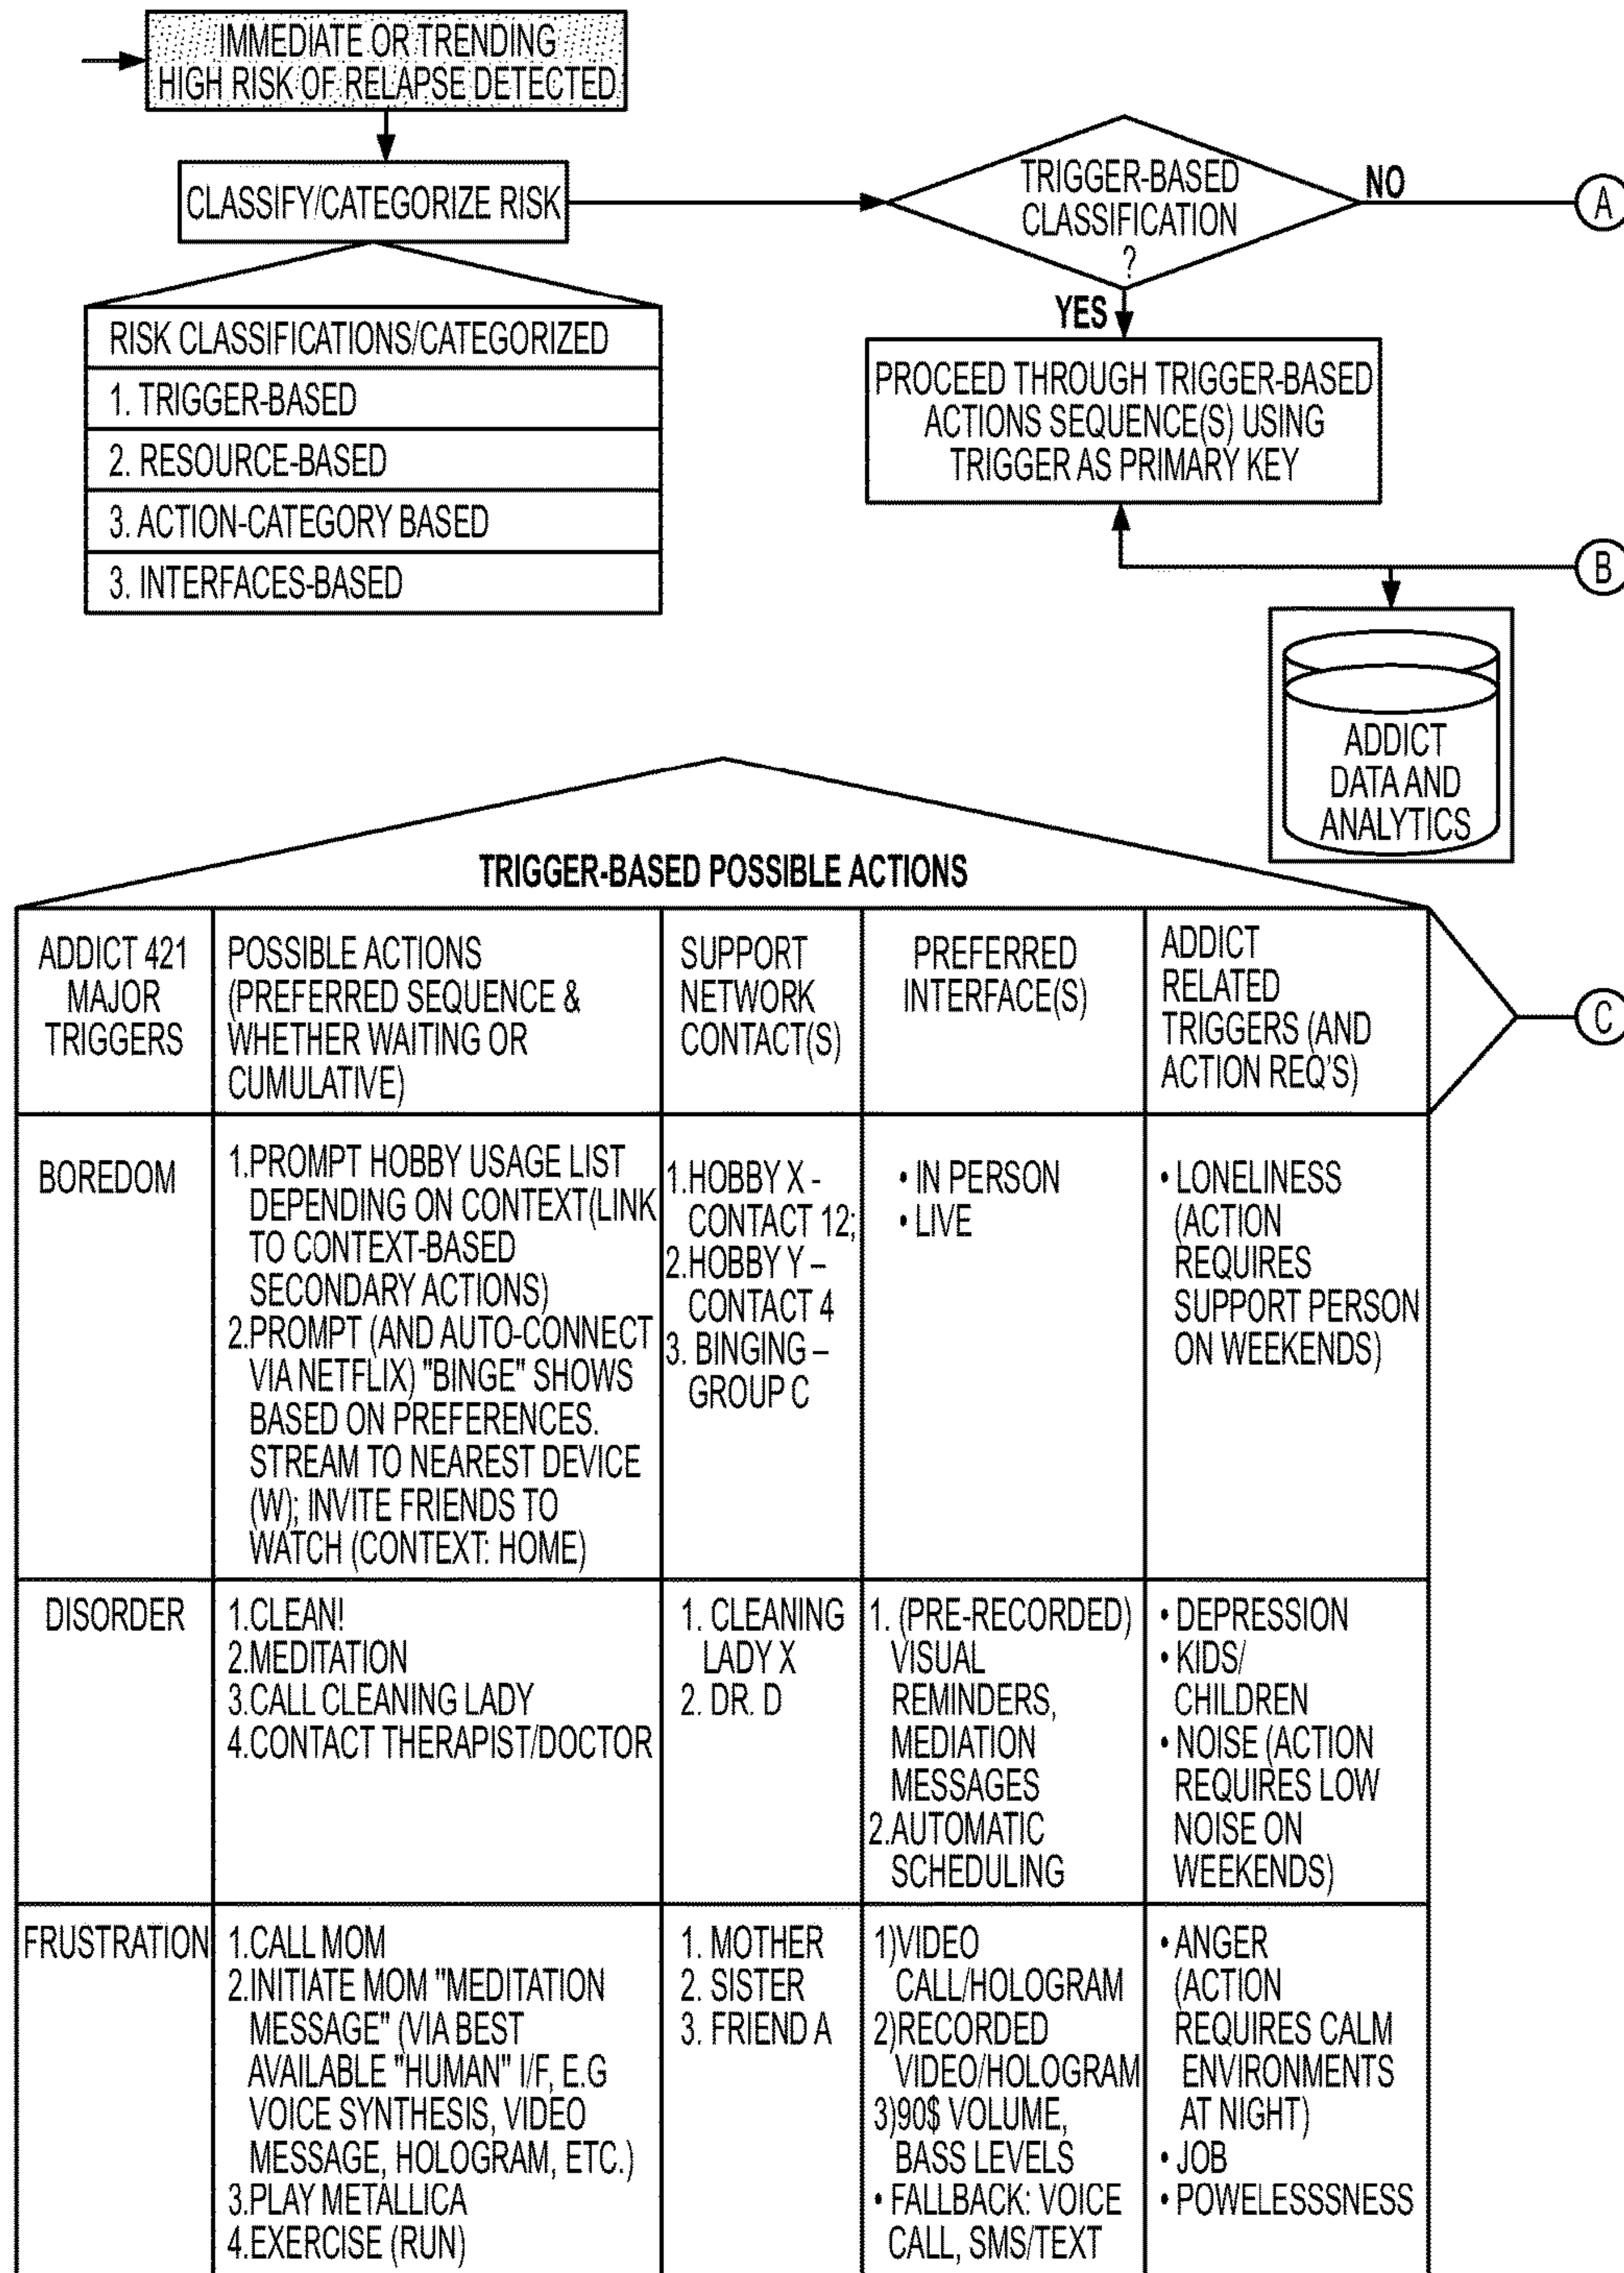 IMMEDIATE OR TRENDING
HIGH RISK OF RELAPSE DETECTED
CLASSIFY/CATEGORIZE RISK
TRIGGER-BASED
CLASSIFICATION
?
NO
A
YES
RISK CLASSIFICATIONS/CATEGORIZED
1. TRIGGER-BASED
2. RESOURCE-BASED
3. ACTION-CATEGORY BASED
3. INTERFACES-BASED
PROCEED THROUGH TRIGGER-BASED
ACTIONS SEQUENCE(S) USING
TRIGGER AS PRIMARY KEY
B
ADDICT
DATA AND
ANALYTICS
TRIGGER-BASED POSSIBLE ACTIONS
ADDICT 421
MAJOR
TRIGGERS
POSSIBLE ACTIONS
(PREFERRED SEQUENCE &
WHETHER WAITING OR
CUMULATIVE)
SUPPORT
NETWORK
CONTACT(S)
PREFERRED
INTERFACE(S)
ADDICT
RELATED
TRIGGERS (AND
ACTION REQ'S)
C
BOREDOM
1.PROMPT HOBBY USAGE LIST
DEPENDING ON CONTEXT(LINK
TO CONTEXT-BASED
SECONDARY ACTIONS)
2.PROMPT (AND AUTO-CONNECT
VIA NETFLIX) "BINGE" SHOWS
BASED ON PREFERENCES.
STREAM TO NEAREST DEVICE
(W); INVITE FRIENDS TO
WATCH (CONTEXT: HOME)
1.HOBBY X -
CONTACT 12;
2.HOBBY Y –
CONTACT 4
3. BINGING –
GROUP C
• IN PERSON
• LIVE
• LONELINESS
(ACTION
REQUIRES
SUPPORT PERSON
ON WEEKENDS)
DISORDER
1.CLEAN!
2.MEDITATION
3.CALL CLEANING LADY
4.CONTACT THERAPIST/DOCTOR
1. CLEANING
LADY X
2. DR. D
1. (PRE-RECORDED)
VISUAL
REMINDERS,
MEDIATION
MESSAGES
2.AUTOMATIC
SCHEDULING
• DEPRESSION
• KIDS/
CHILDREN
• NOISE (ACTION
REQUIRES LOW
NOISE ON
WEEKENDS)
FRUSTRATION
1.CALL MOM
2.INITIATE MOM "MEDITATION
MESSAGE" (VIA BEST
AVAILABLE "HUMAN" I/F, E.G
VOICE SYNTHESIS, VIDEO
MESSAGE, HOLOGRAM, ETC.)
3.PLAY METALLICA
4.EXERCISE (RUN)
1. MOTHER
2. SISTER
3. FRIEND A
1)VIDEO
CALL/HOLOGRAM
2)RECORDED
VIDEO/HOLOGRAM
3)90$ VOLUME,
BASS LEVELS
• FALLBACK: VOICE
CALL, SMS/TEXT
• ANGER
(ACTION
REQUIRES CALM
ENVIRONMENTS
AT NIGHT)
• JOB
• POWELESSSNESS